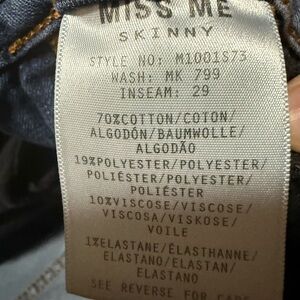 MISS ME
SKINNY
STYLE NO: M1001S73
WASH: MK 799
INSEAM: 29
70%COTTON/COTON/
ALGODÓN/BAUMWOLLE/
ALGODÃO
19%POLYESTER/POLYESTER/
POLIÉSTER/POLYESTER/
POLIÉSTER
10%VISCOSE/VISCOSE/
VISCOSA/VISKOSE/
VOILE
1%ELASTANE/ÉLASTHANNE/
ELASTANO/ELASTAN/
ELASTANO
SEE REVERSE FOR CARE